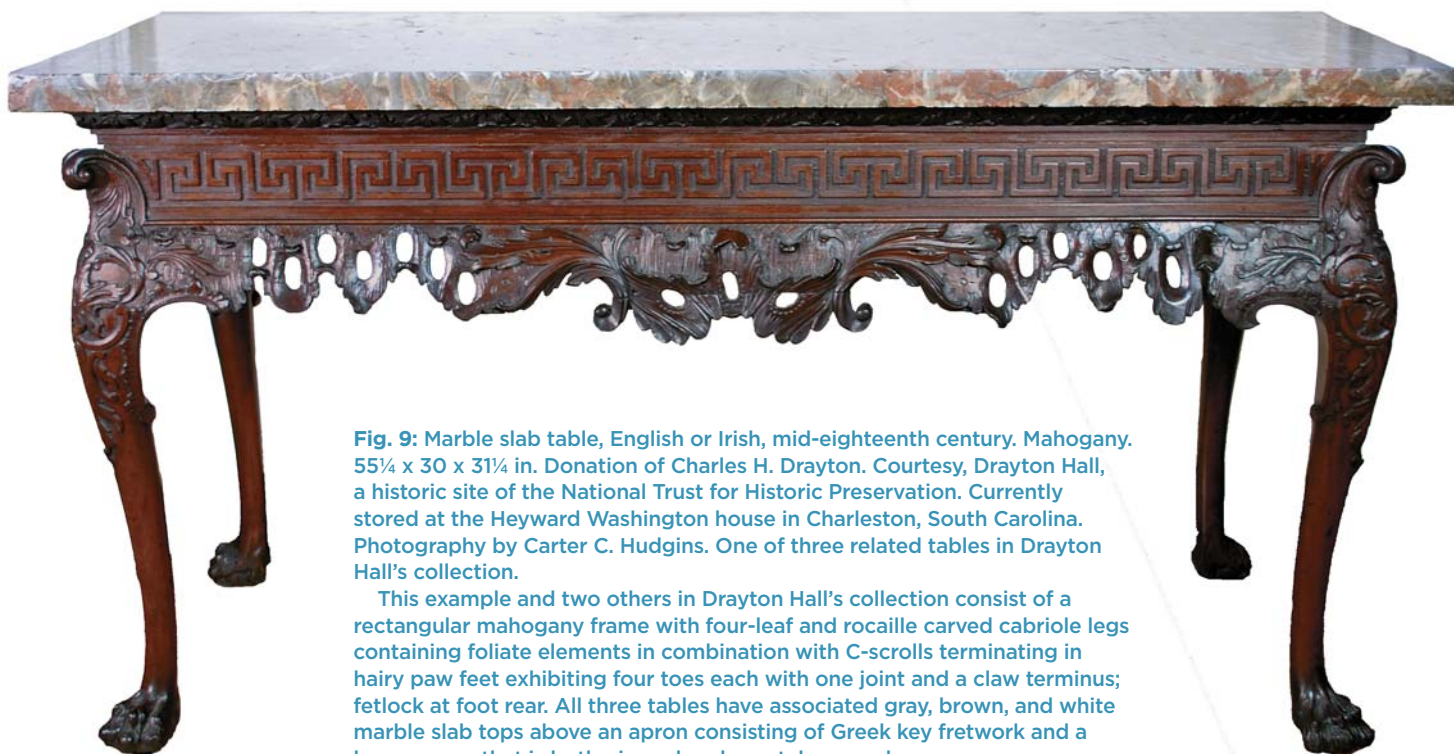 Fig. 9: Marble slab table, English or Irish, mid-eighteenth century. Mahogany.
55¼ x 30 x 31¼ in. Donation of Charles H. Drayton. Courtesy, Drayton Hall,
a historic site of the National Trust for Historic Preservation. Currently
stored at the Heyward Washington house in Charleston, South Carolina.
Photography by Carter C. Hudgins. One of three related tables in Drayton
Hall’s collection.
This example and two others in Drayton Hall’s collection consist of a
rectangular mahogany frame with four-leaf and rocaille carved cabriole legs
containing foliate elements in combination with C-scrolls terminating in
hairy paw feet exhibiting four toes each with one joint and a claw terminus;
fetlock at foot rear. All three tables have associated gray, brown, and white
marble slab tops above an apron consisting of Greek key fretwork and a